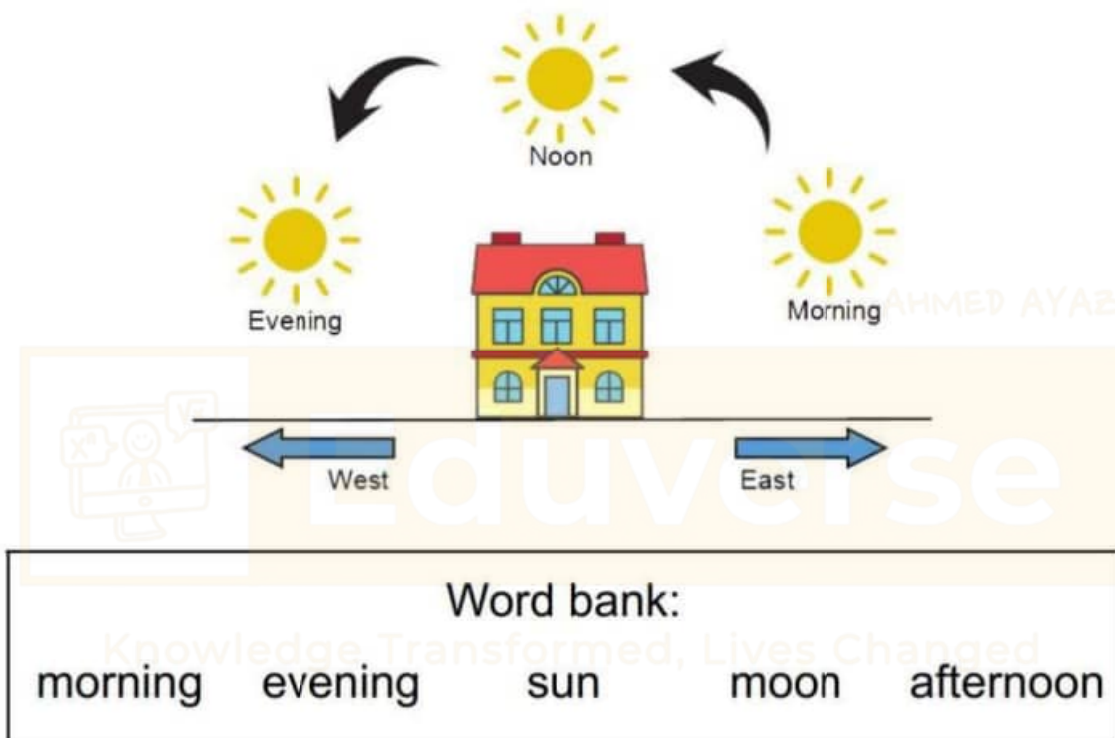 Noon
Evening
Morning
AHMED AYAZ
West
East
Eduverse
Word bank:
Knowledge Transformed, Lives Changed
morning evening sun moon afternoon